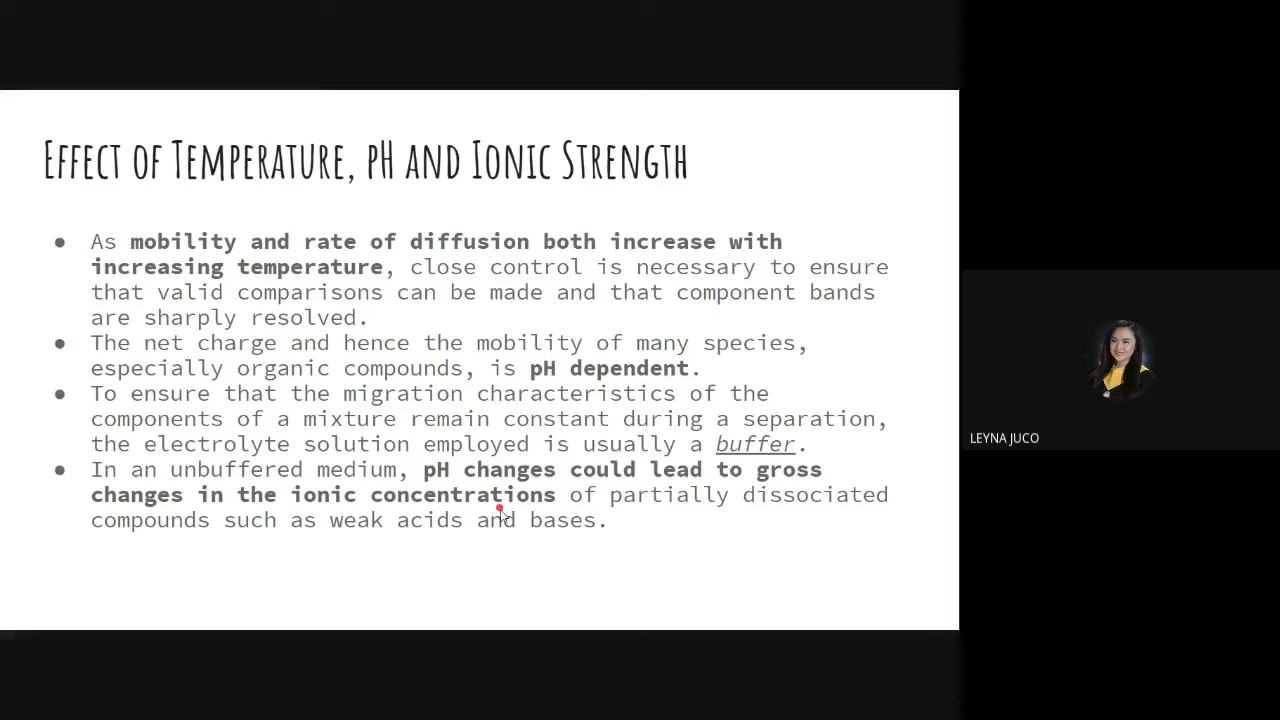 Effect of Temperature, pH and Ionic Strength
● As mobility and rate of diffusion both increase with
increasing temperature, close control is necessary to ensure
that valid comparisons can be made and that component bands
are sharply resolved.
● The net charge and hence the mobility of many species,
especially organic compounds, is pH dependent.
● To ensure that the migration characteristics of the
components of a mixture remain constant during a separation,
the electrolyte solution employed is usually a buffer.
● In an unbuffered medium, pH changes could lead to gross
changes in the ionic concentrations of partially dissociated
compounds such as weak acids and bases.
LEYNA JUCO